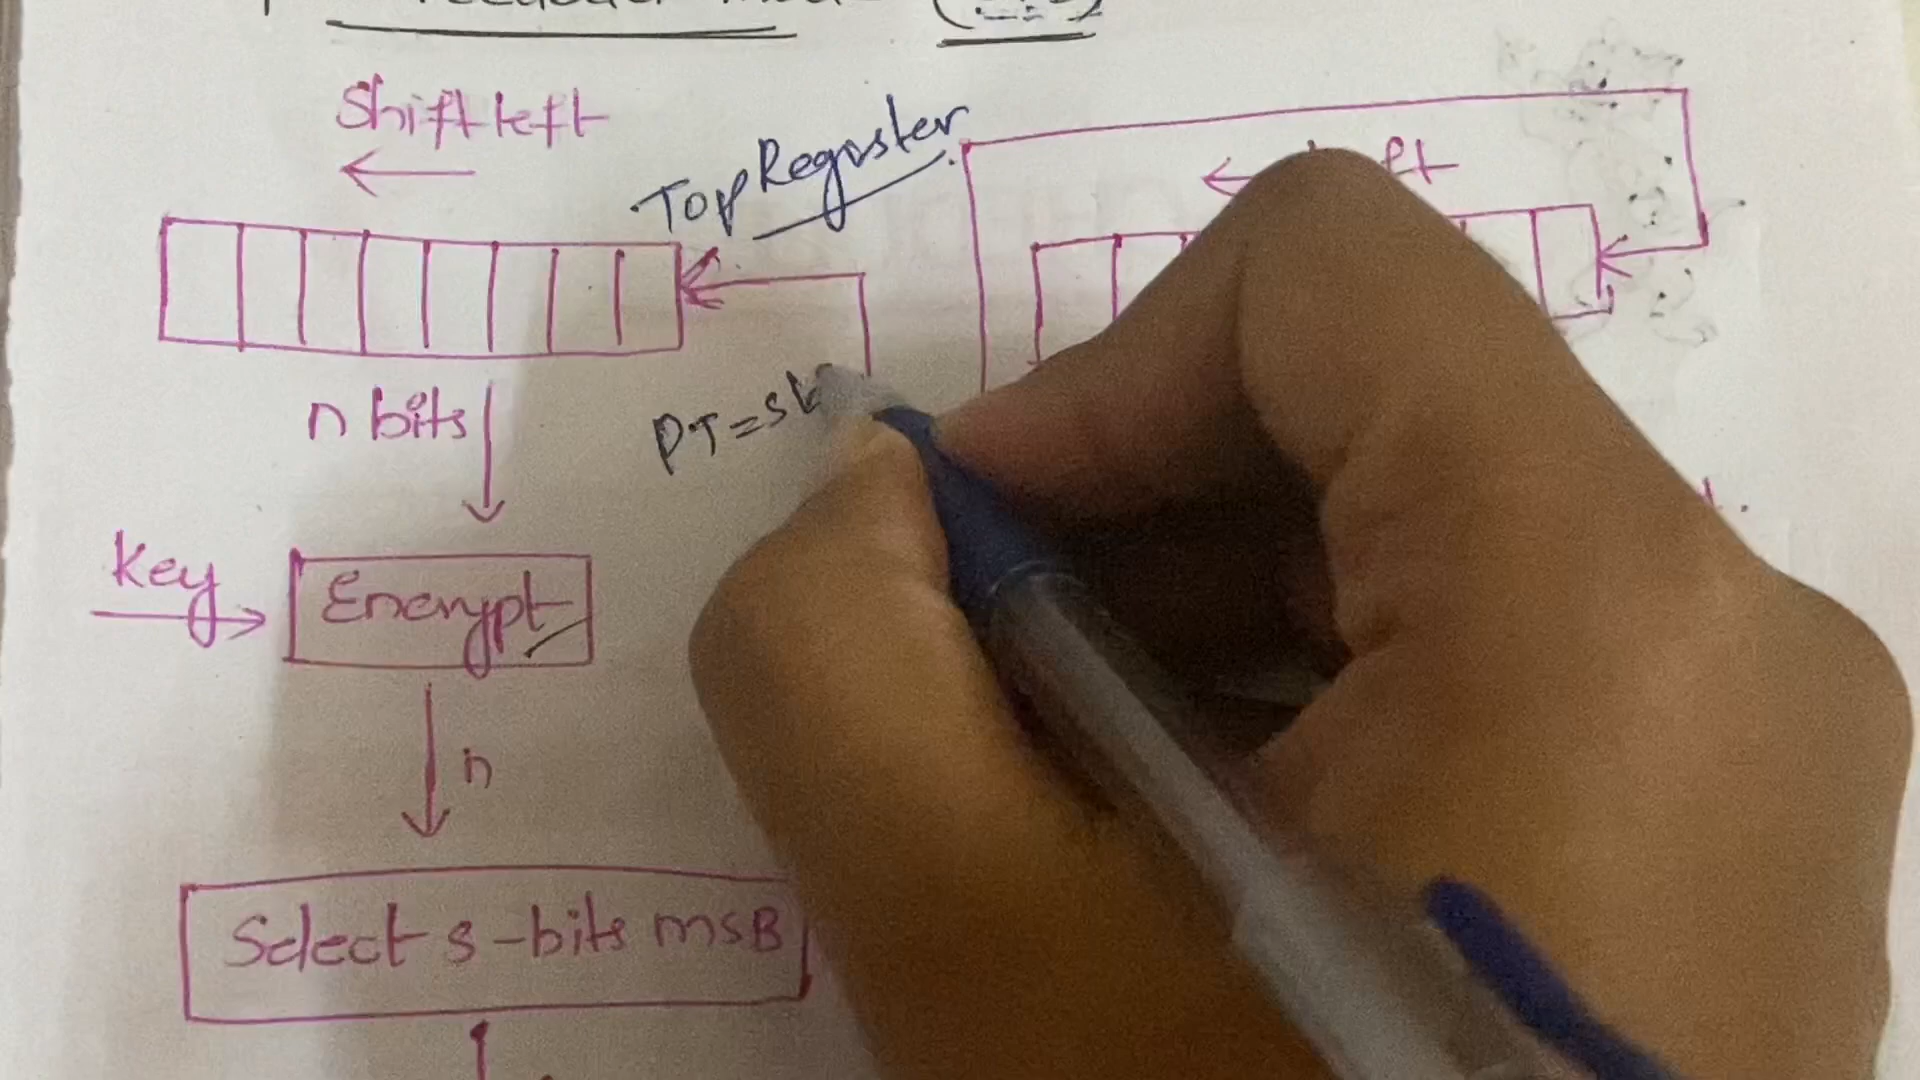 Shift left
Top Register
n bits
PT=s
Key
Encrypt
n
Select s-bits msB